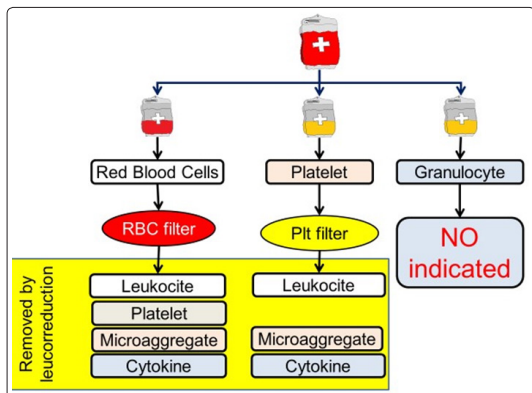 Red Blood Cells
Platelet
Granulocyte
RBC filter
Plt filter
NO
indicated
Removed by
leucorreduction
Leukocite
Leukocite
Platelet
Microaggregate
Microaggregate
Cytokine
Cytokine